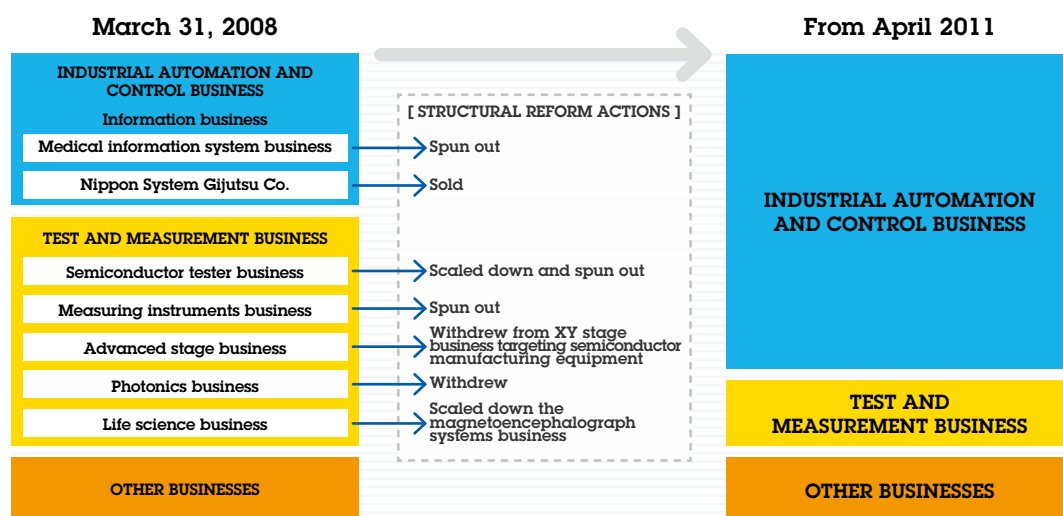 March 31, 2008
From April 2011
INDUSTRIAL AUTOMATION AND
CONTROL BUSINESS
Information business
Medical information system business
Nippon System Gijutsu Co.
TEST AND MEASUREMENT BUSINESS
Semiconductor tester business
Measuring instruments business
Advanced stage business
Photonics business
Life science business
OTHER BUSINESSES
[ STRUCTURAL REFORM ACTIONS ]
Spun out
Sold
Scaled down and spun out
Spun out
Withdrew from XY stage
business targeting semiconductor
manufacturing equipment
Withdrew
Scaled down the
magnetoencephalograph
systems business
INDUSTRIAL AUTOMATION
AND CONTROL BUSINESS
TEST AND
MEASUREMENT BUSINESS
OTHER BUSINESSES